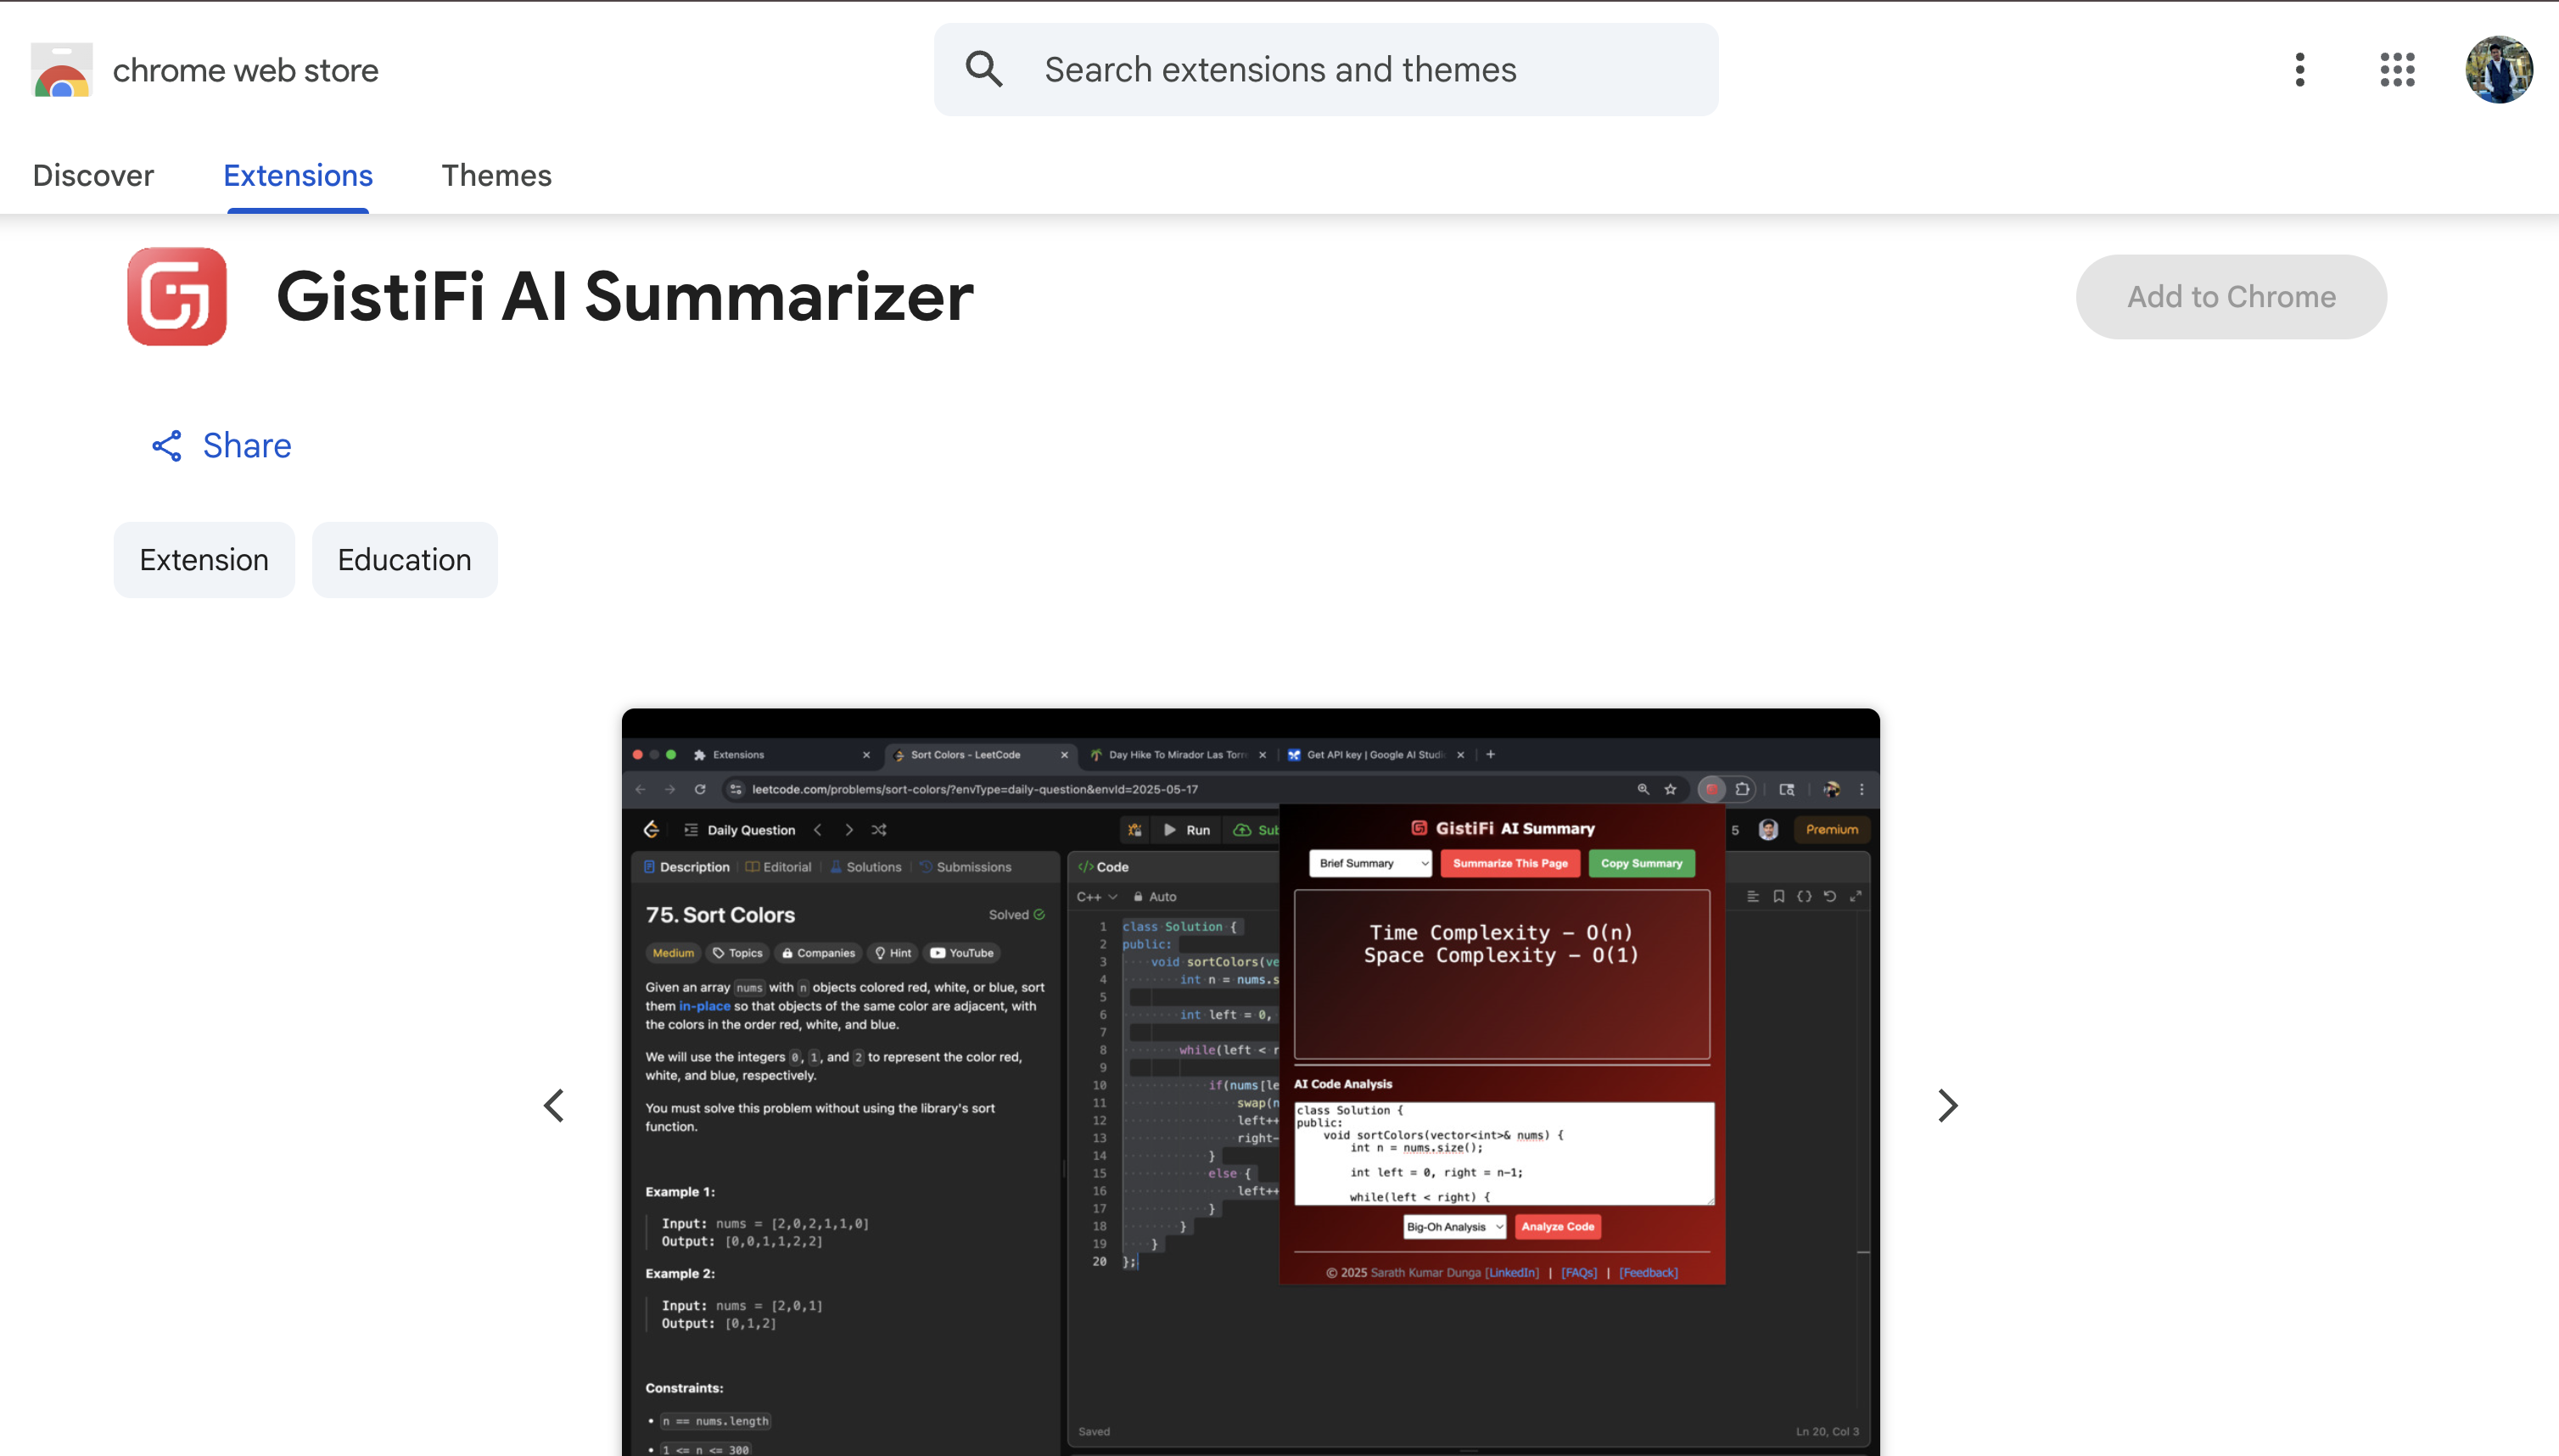 chrome web store
Search extensions and themes
Discover
Extensions
Themes
GistiFi AI Summarizer
Add to Chrome
Share
Extension
Education
Extensions
Sort Colors - LeetCode
Day Hike To Mirador Las Torre
Get API key | Google AI Studi
leetcode.com/problems/sort-colors/?envType=daily-question&envId=2025-05-17
Daily Question
Run
Sub
5
Premium
Description
Editorial
Solutions
Submissions
75. Sort Colors
Solved
Medium
Topics
Companies
Hint
YouTube
Given an array nums with n objects colored red, white, or blue, sort
them in-place so that objects of the same color are adjacent, with
the colors in the order red, white, and blue.
We will use the integers 0, 1, and 2 to represent the color red,
white, and blue, respectively.
You must solve this problem without using the library's sort
function.
Example 1:
Input: nums = [2,0,2,1,1,0]
Output: [0,0,1,1,2,2]
Example 2:
Input: nums = [2,0,1]
Output: [0,1,2]
Constraints:
n == nums.length
1 <= n <= 300
</> Code
C++
Auto
1 class Solution {
2 public:
3 void sortColors(ve
4 int n = nums.s
5
6 int left = 0,
7
8 while(left < r
9
10 if(nums[le
11 swap(n
12 left++
13 right-
14 }
15 else {
16 left++
17 }
18 }
19 }
20 };
Saved
Ln 20, Col 3
GistiFi AI Summary
Brief Summary
Summarize This Page
Copy Summary
Time Complexity - O(n)
Space Complexity - O(1)
AI Code Analysis
class Solution {
public:
void sortColors(vector<int>& nums) {
int n = nums.size();
int left = 0, right = n-1;
while(left < right) {
Big-Oh Analysis
Analyze Code
© 2025 Sarath Kumar Dunga [LinkedIn] | [FAQs] | [Feedback]